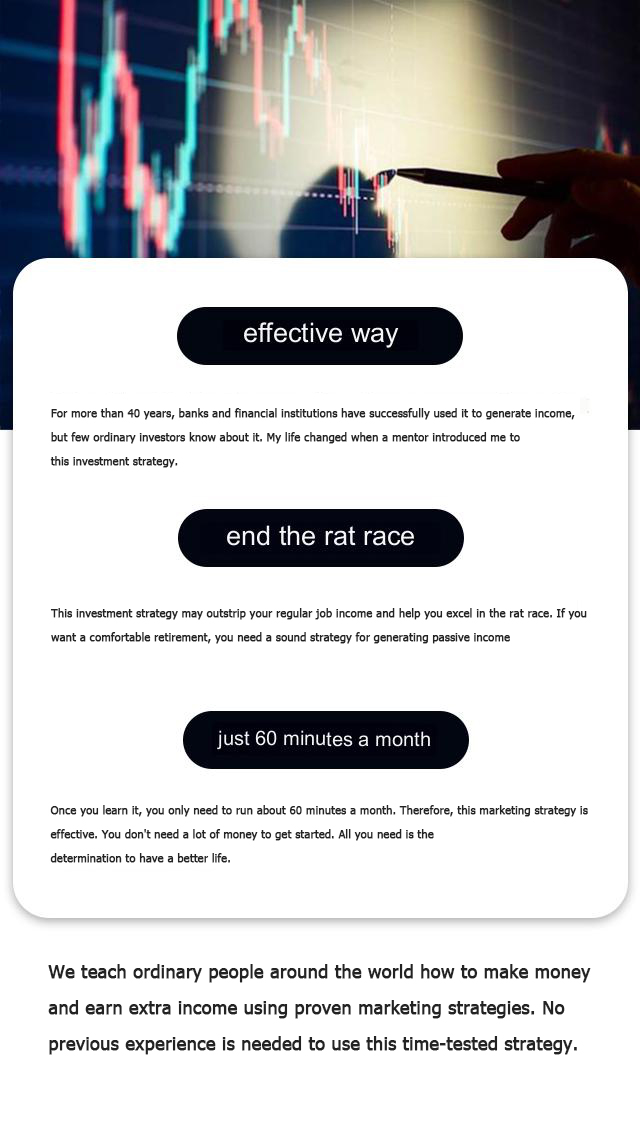 effective way
For more than 40 years, banks and financial institutions have successfully used it to generate income,
but few ordinary investors know about it. My life changed when a mentor introduced me to
this investment strategy.
end the rat race
This investment strategy may outstrip your regular job income and help you excel in the rat race. If you
want a comfortable retirement, you need a sound strategy for generating passive income
just 60 minutes a month
Once you learn it, you only need to run about 60 minutes a month. Therefore, this marketing strategy is
effective. You don't need a lot of money to get started. All you need is the
determination to have a better life.
We teach ordinary people around the world how to make money
and earn extra income using proven marketing strategies. No
previous experience is needed to use this time-tested strategy.